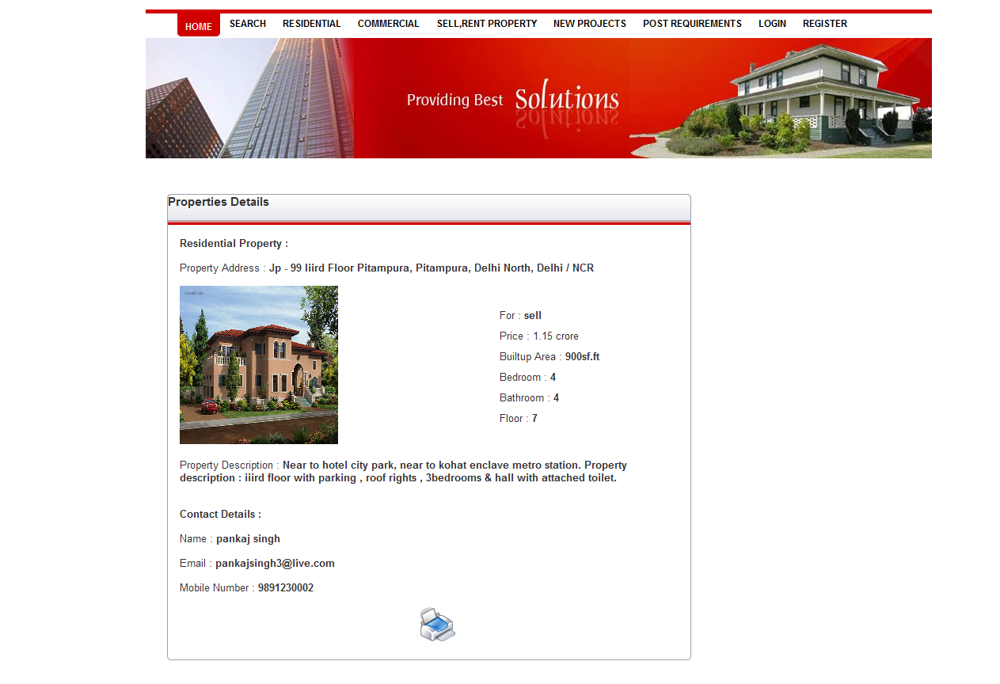 HOME SEARCH RESIDENTIAL COMMERCIAL SELL,RENT PROPERTY NEW PROJECTS POST REQUIREMENTS LOGIN REGISTER
Providing Best Solutions
Properties Details
Residential Property :
Property Address : Jp - 99 Iiird Floor Pitampura, Pitampura, Delhi North, Delhi / NCR
For : sell
Price : 1.15 crore
Builtup Area : 900sf.ft
Bedroom : 4
Bathroom : 4
Floor : 7
Property Description : Near to hotel city park, near to kohat enclave metro station. Property
description : iiird floor with parking , roof rights , 3bedrooms & hall with attached toilet.
Contact Details :
Name : pankaj singh
Email : pankajsingh3@live.com
Mobile Number : 9891230002